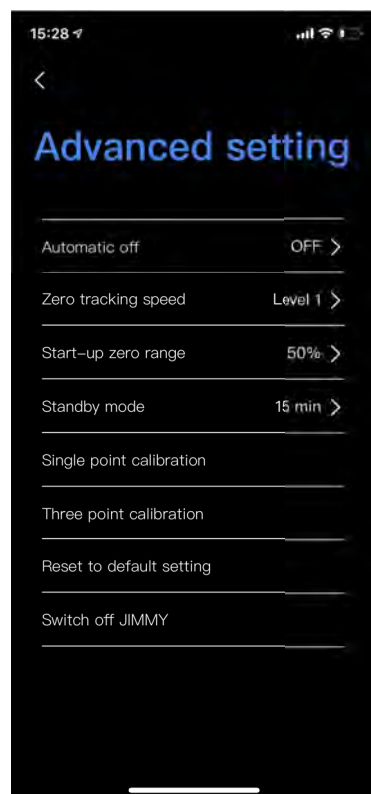 15:28
Advanced setting
Automatic off OFF
Zero tracking speed Level 1
Start-up zero range 50%
Standby mode 15 min
Single point calibration
Three point calibration
Reset to default setting
Switch off JIMMY